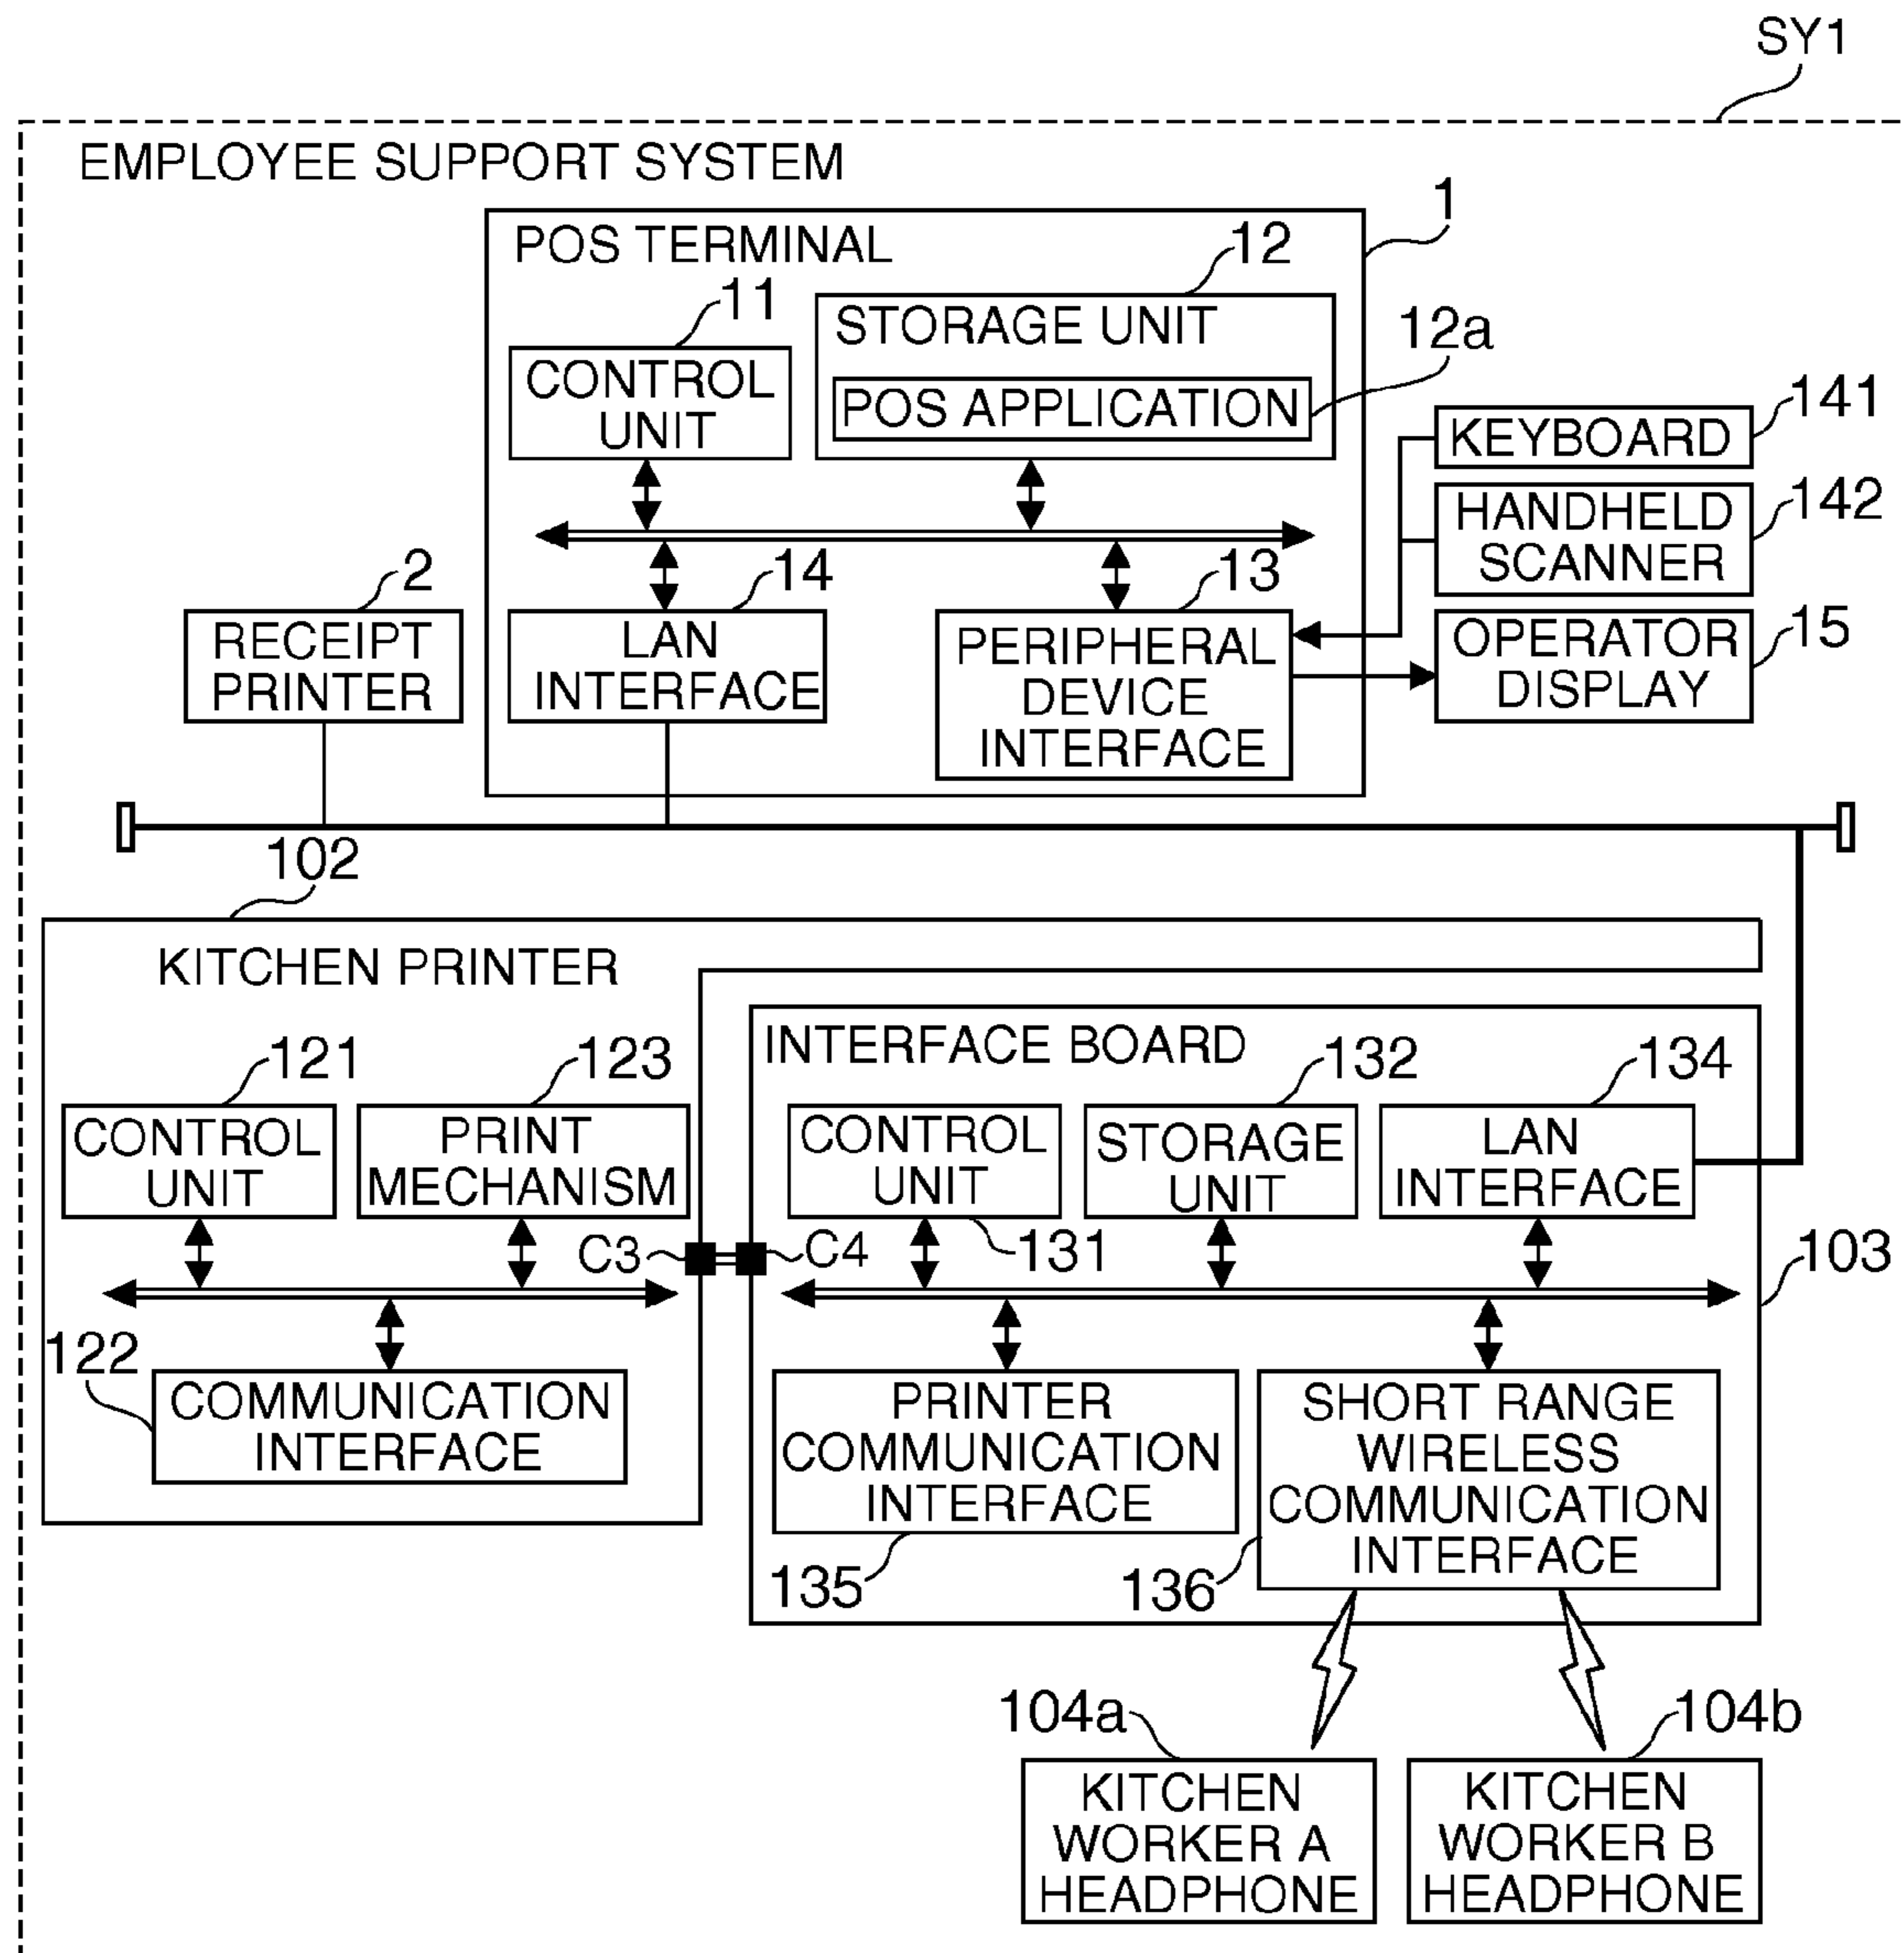 SY1
EMPLOYEE SUPPORT SYSTEM
1
POS TERMINAL
12
11
STORAGE UNIT
12a
CONTROL
UNIT
POS APPLICATION
141
KEYBOARD
142
HANDHELD
SCANNER
2
14
13
15
RECEIPT
PRINTER
LAN
INTERFACE
PERIPHERAL
DEVICE
INTERFACE
OPERATOR
DISPLAY
102
KITCHEN PRINTER
INTERFACE BOARD
121
123
132
134
CONTROL
UNIT
PRINT
MECHANISM
CONTROL
UNIT
STORAGE
UNIT
LAN
INTERFACE
C3
C4
131
103
122
COMMUNICATION
INTERFACE
PRINTER
COMMUNICATION
INTERFACE
SHORT RANGE
WIRELESS
COMMUNICATION
INTERFACE
135
136
104a
104b
KITCHEN
WORKER A
HEADPHONE
KITCHEN
WORKER B
HEADPHONE